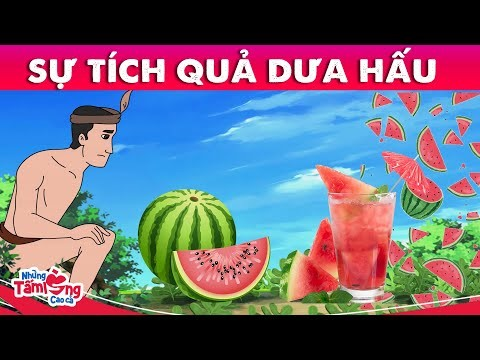 SỰ TÍCH QUẢ DƯA HẤU
Những
Tấm lòng
Cao cả